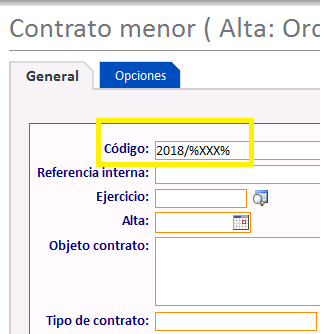 Contrato menor ( Alta: Ord
General
Opciones
Código: 2018/%XXX%
Referencia interna:
Ejercicio:
Alta:
Objeto contrato:
Tipo de contrato: